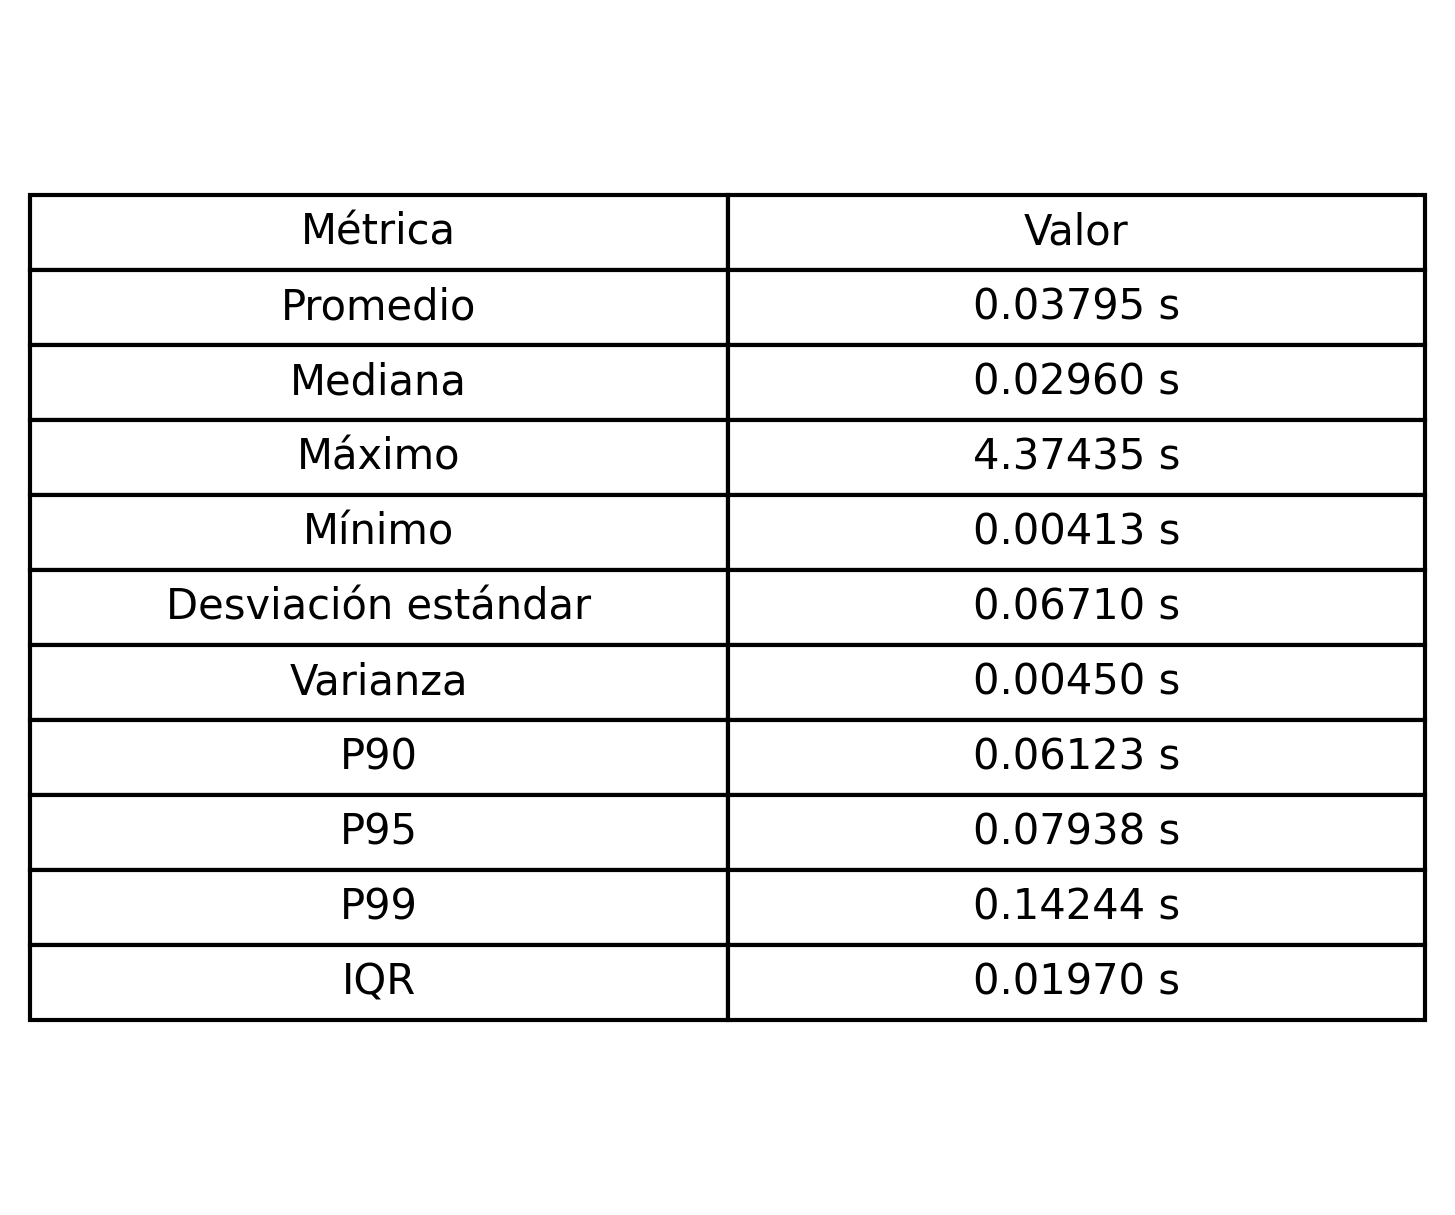 Métrica Valor
Promedio 0.03795 s
Mediana 0.02960 s
Máximo 4.37435 s
Mínimo 0.00413 s
Desviación estándar 0.06710 s
Varianza 0.00450 s
P90 0.06123 s
P95 0.07938 s
P99 0.14244 s
IQR 0.01970 s